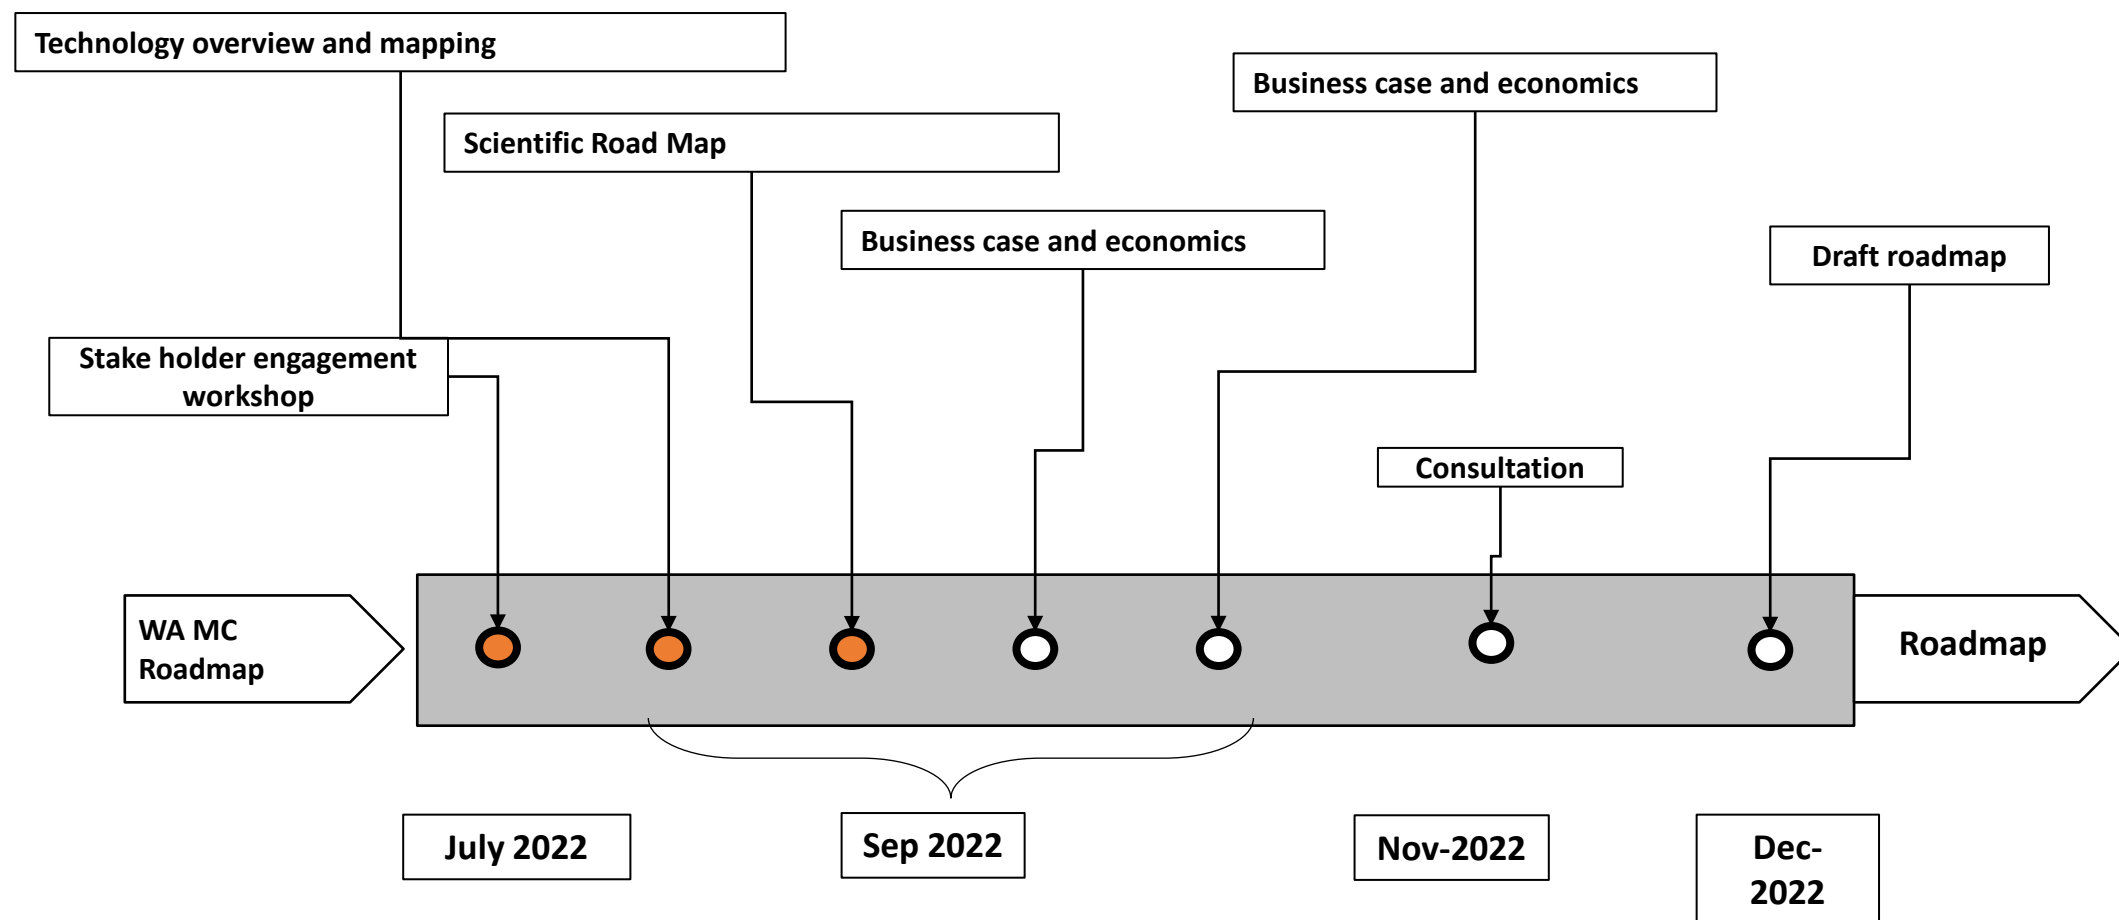 Technology overview and mapping
Business case and economics
Scientific Road Map
Business case and economics
Draft roadmap
Stake holder engagement
workshop
Consultation
WA MC
Roadmap
Roadmap
July 2022
Sep 2022
Nov-2022
Dec-
2022